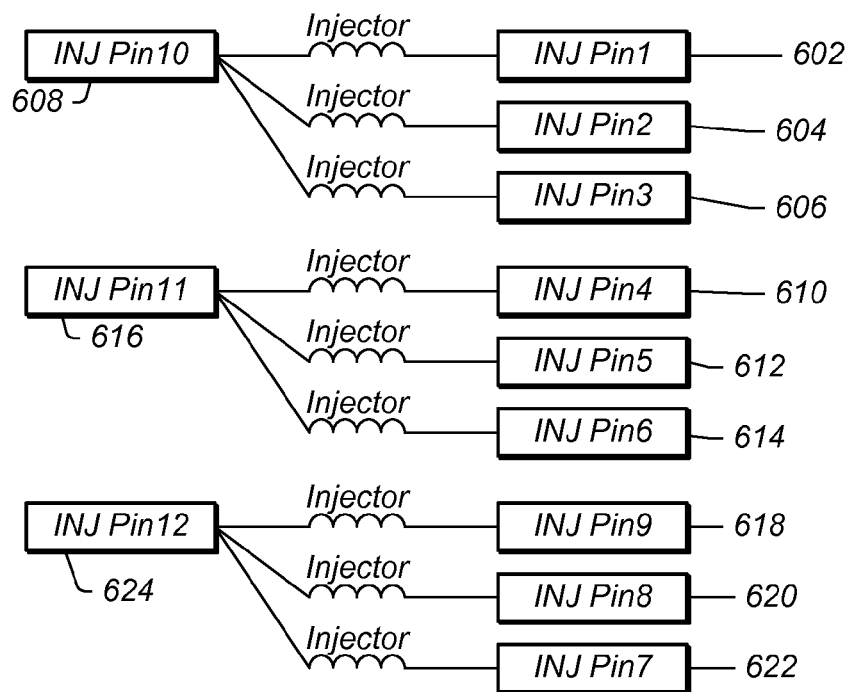 Injector
INJ Pin10
INJ Pin1
602
608
Injector
INJ Pin2
604
Injector
INJ Pin3
606
Injector
INJ Pin11
INJ Pin4
610
616
Injector
INJ Pin5
612
Injector
INJ Pin6
614
Injector
INJ Pin12
INJ Pin9
618
624
Injector
INJ Pin8
620
Injector
INJ Pin7
622